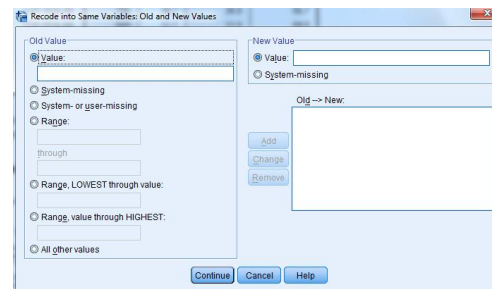 Recode into Same Variables: Old and New Values
Old Value
Value:
System-missing
System- or user-missing
Range:
through
Range, LOWEST through value:
Range, value through HIGHEST:
All other values
New Value
Value:
System-missing
Old --> New:
Add
Change
Remove
Continue
Cancel
Help